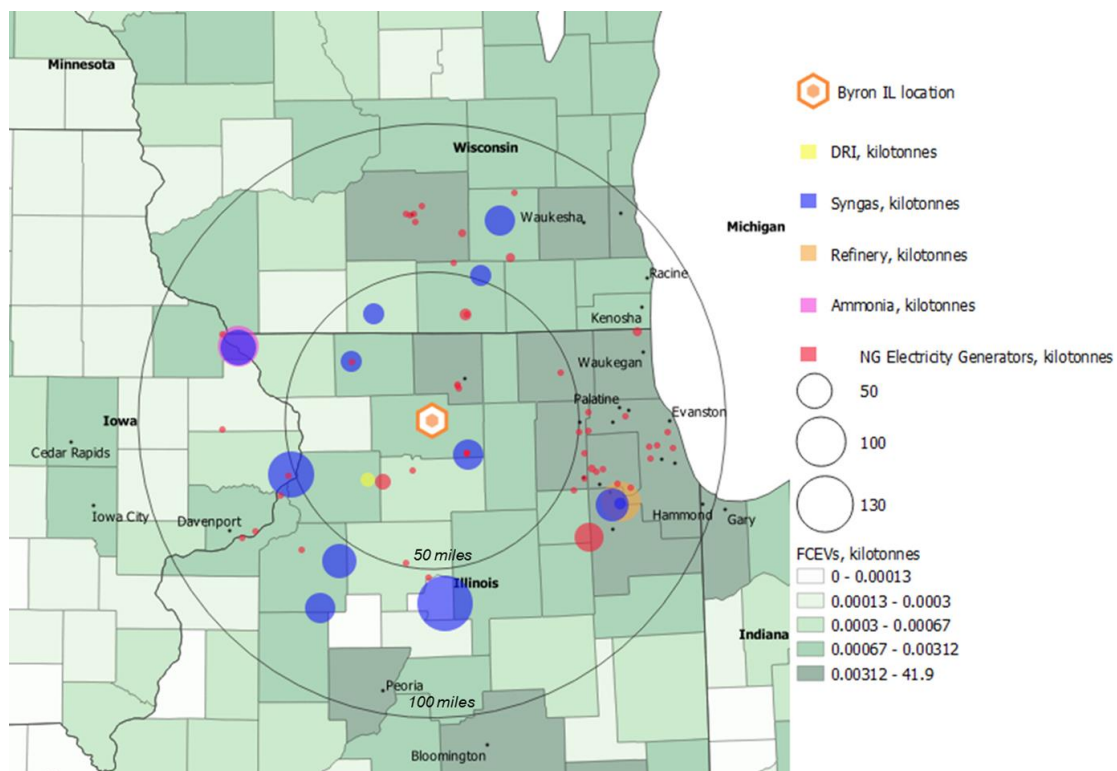 Minnesota
Wisconsin
Waukesha
Michigan
Racine
Kenosha
Waukegan
Palatine
Evanston
Iowa
Cedar Rapids
Iowa City
Davenport
Hammond
Gary
50 miles
Illinois
Indiana
Peoria
100 miles
Bloomington
Byron IL location
DRI, kilotonnes
Syngas, kilotonnes
Refinery, kilotonnes
Ammonia, kilotonnes
NG Electricity Generators, kilotonnes
50
100
130
FCEVs, kilotonnes
0 - 0.00013
0.00013 - 0.0003
0.0003 - 0.00067
0.00067 - 0.00312
0.00312 - 41.9